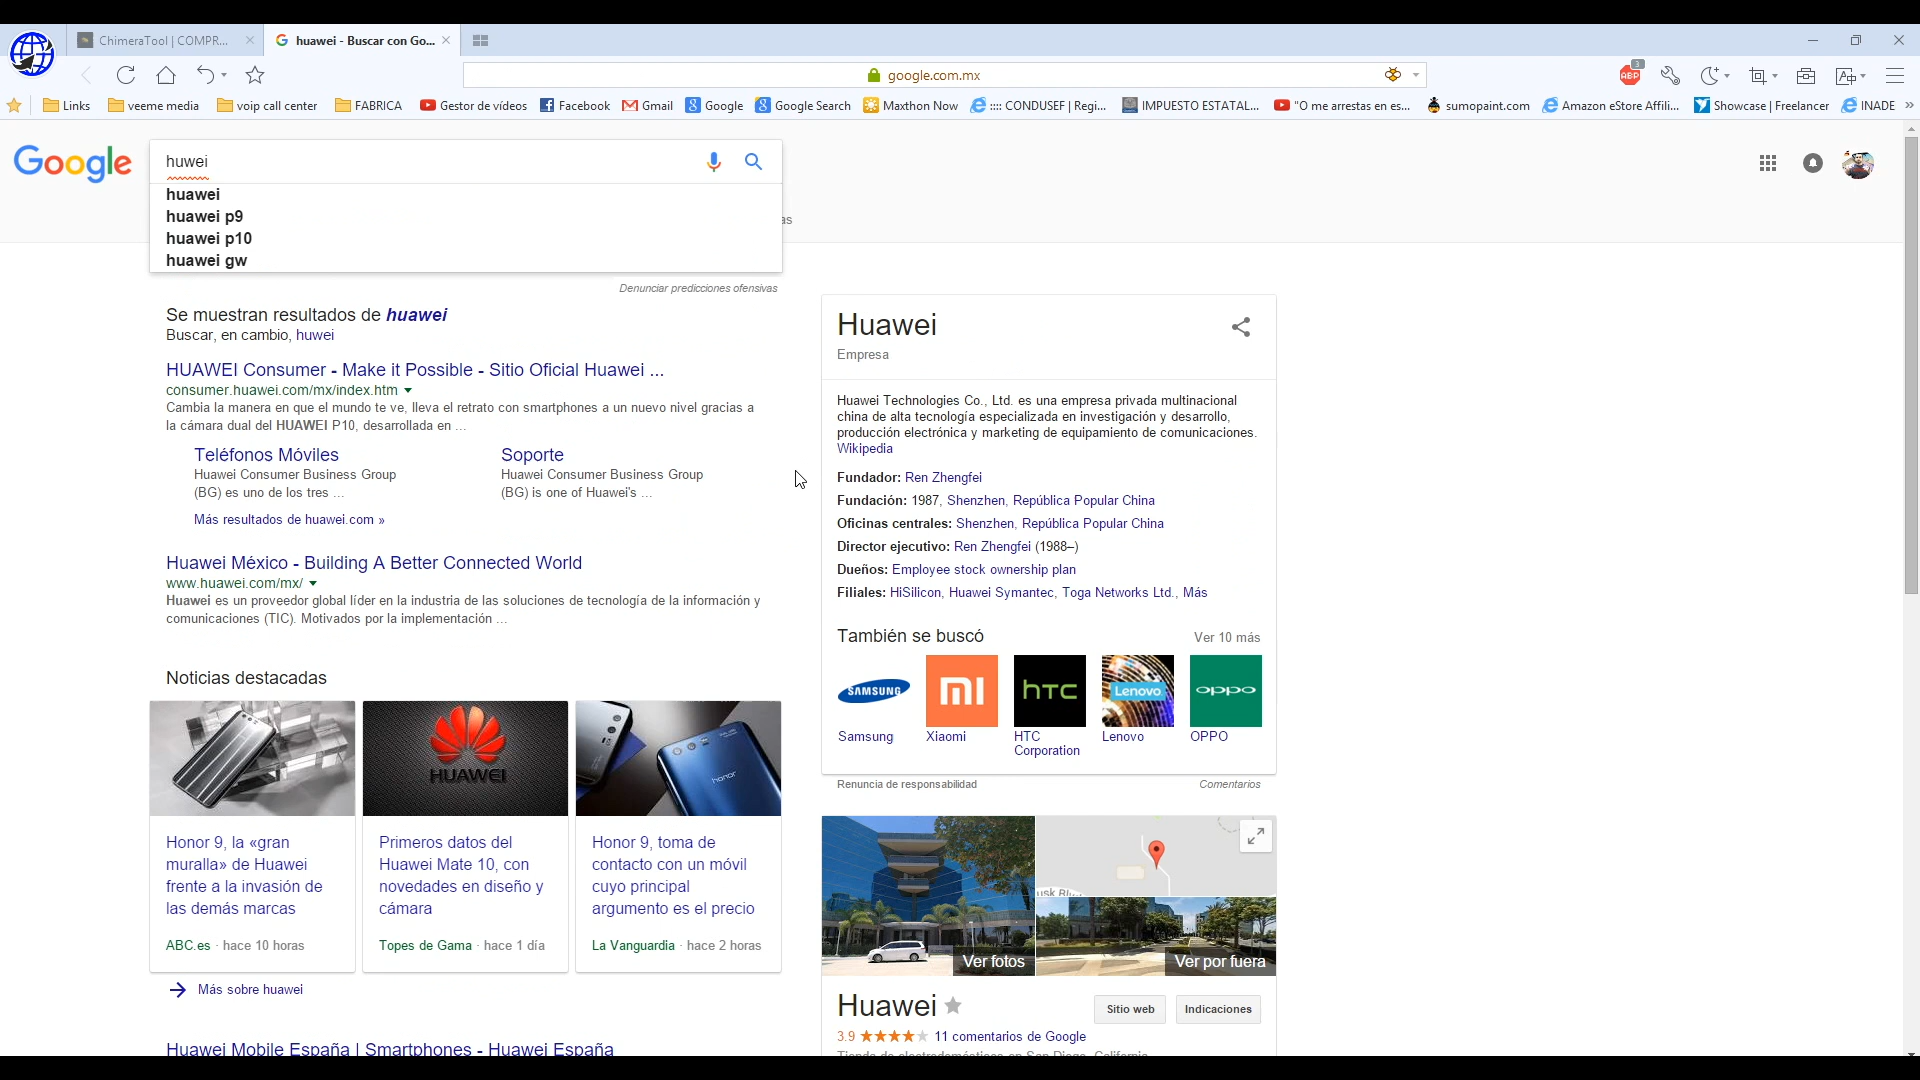 ChimeraTool | COMPR...
huawei - Buscar con Go...
google.com.mx
3
ABP
Links
veeme media
voip call center
FABRICA
Gestor de vídeos
Facebook
Gmail
Google
Google Search
Maxthon Now
:::: CONDUSEF | Regi...
IMPUESTO ESTATAL...
"O me arrestas en es...
sumopaint.com
Amazon eStore Affili...
Showcase | Freelancer
INADE
Google
huwei
huawei
huawei p9
huawei p10
huawei gw
as
Denunciar predicciones ofensivas
Se muestran resultados de huawei
Buscar, en cambio, huwei
HUAWEI Consumer - Make it Possible - Sitio Oficial Huawei ...
consumer.huawei.com/mx/index.htm
Cambia la manera en que el mundo te ve, lleva el retrato con smartphones a un nuevo nivel gracias a
la cámara dual del HUAWEI P10, desarrollada en ...
Teléfonos Móviles
Huawei Consumer Business Group
(BG) es uno de los tres ...
Soporte
Huawei Consumer Business Group
(BG) is one of Huawei's ...
Más resultados de huawei.com »
Huawei México - Building A Better Connected World
www.huawei.com/mx/
Huawei es un proveedor global líder en la industria de las soluciones de tecnología de la información y
comunicaciones (TIC). Motivados por la implementación ...
Noticias destacadas
HUAWEI
honor
Honor 9, la «gran
muralla» de Huawei
frente a la invasión de
las demás marcas
ABC.es · hace 10 horas
Primeros datos del
Huawei Mate 10, con
novedades en diseño y
cámara
Topes de Gama · hace 1 día
Honor 9, toma de
contacto con un móvil
cuyo principal
argumento es el precio
La Vanguardia · hace 2 horas
Más sobre huawei
Huawei Mobile España | Smartphones - Huawei España
Huawei
Empresa
Huawei Technologies Co., Ltd. es una empresa privada multinacional
china de alta tecnología especializada en investigación y desarrollo,
producción electrónica y marketing de equipamiento de comunicaciones.
Wikipedia
Fundador: Ren Zhengfei
Fundación: 1987, Shenzhen, República Popular China
Oficinas centrales: Shenzhen, República Popular China
Director ejecutivo: Ren Zhengfei (1988–)
Dueños: Employee stock ownership plan
Filiales: HiSilicon, Huawei Symantec, Toga Networks Ltd., Más
También se buscó
Ver 10 más
SAMSUNG
mi
hTC
Lenovo
oppo
Samsung
Xiaomi
HTC
Corporation
Lenovo
OPPO
Renuncia de responsabilidad
Comentarios
usk Bl
Ver fotos
Ver por fuera
Huawei
Sitio web
Indicaciones
3.9
11 comentarios de Google
Tienda de electrodomésticos en San Diego, California